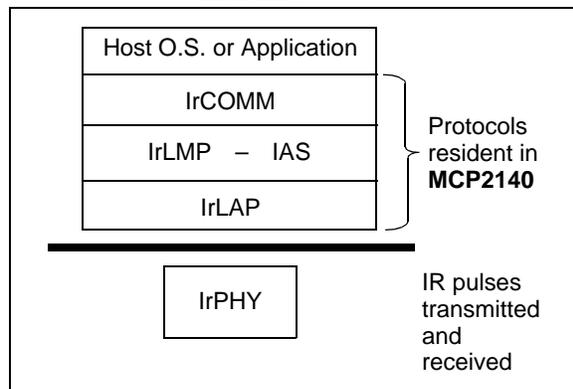 Host O.S. or Application
IrCOMM
IrLMP – IAS
IrLAP
Protocols
resident in
MCP2140
IrPHY
IR pulses
transmitted
and
received